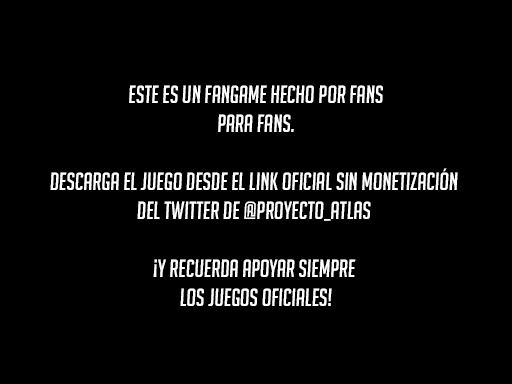 ESTE ES UN FANGAME HECHO POR FANS
PARA FANS.
DESCARGA EL JUEGO DESDE EL LINK OFICIAL SIN MONETIZACIÓN
DEL TWITTER DE @PROYECTO_ATLAS
¡Y RECUERDA APOYAR SIEMPRE
LOS JUEGOS OFICIALES!